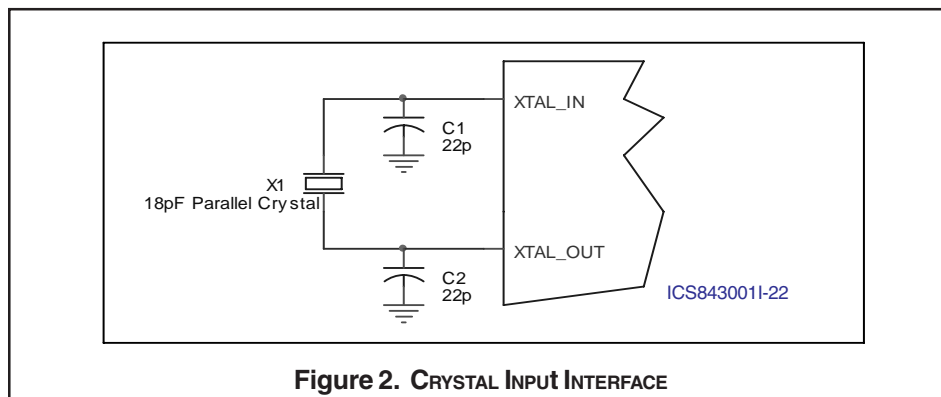 XTAL_IN
C1
22p
X1
18pF Parallel Crystal
XTAL_OUT
C2
22p
ICS843001I-22
Figure 2. CRYSTAL INPUt INTERFACE